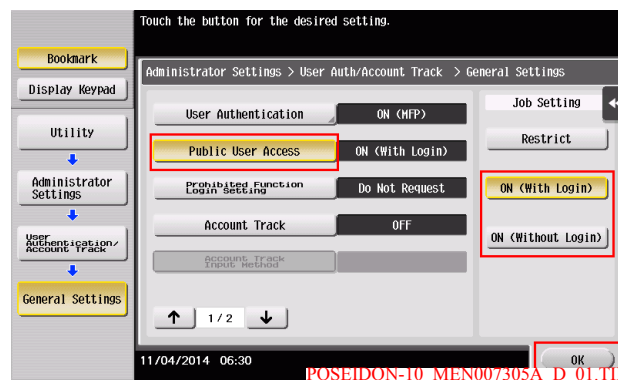 Touch the button for the desired setting.
Bookmark
Display Keypad
Administrator Settings > User Auth/Account Track > General Settings
Utility
Administrator
Settings
User
Authentication/
Account Track
General Settings
User Authentication
ON (MFP)
Public User Access
ON (With Login)
Prohibited Function
Login Setting
Do Not Request
Account Track
OFF
Account Track
Input Method
1/2
Job Setting
Restrict
ON (With Login)
ON (Without Login)
11/04/2014 06:30
OK
POSEIDON-10_MEN007305A_D_01.TI